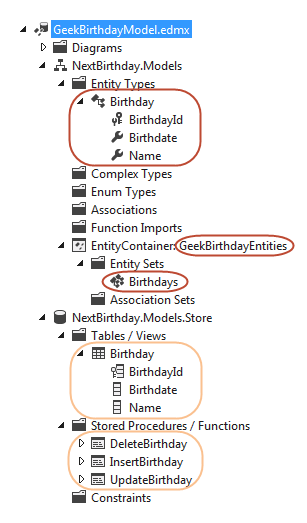 GeekBirthdayModel.edmx
Diagrams
NextBirthday.Models
Entity Types
Birthday
BirthdayId
Birthdate
Name
Complex Types
Enum Types
Associations
Function Imports
EntityContainer: GeekBirthdayEntities
Entity Sets
Birthdays
Association Sets
NextBirthday.Models.Store
Tables / Views
Birthday
BirthdayId
Birthdate
Name
Stored Procedures / Functions
DeleteBirthday
InsertBirthday
UpdateBirthday
Constraints